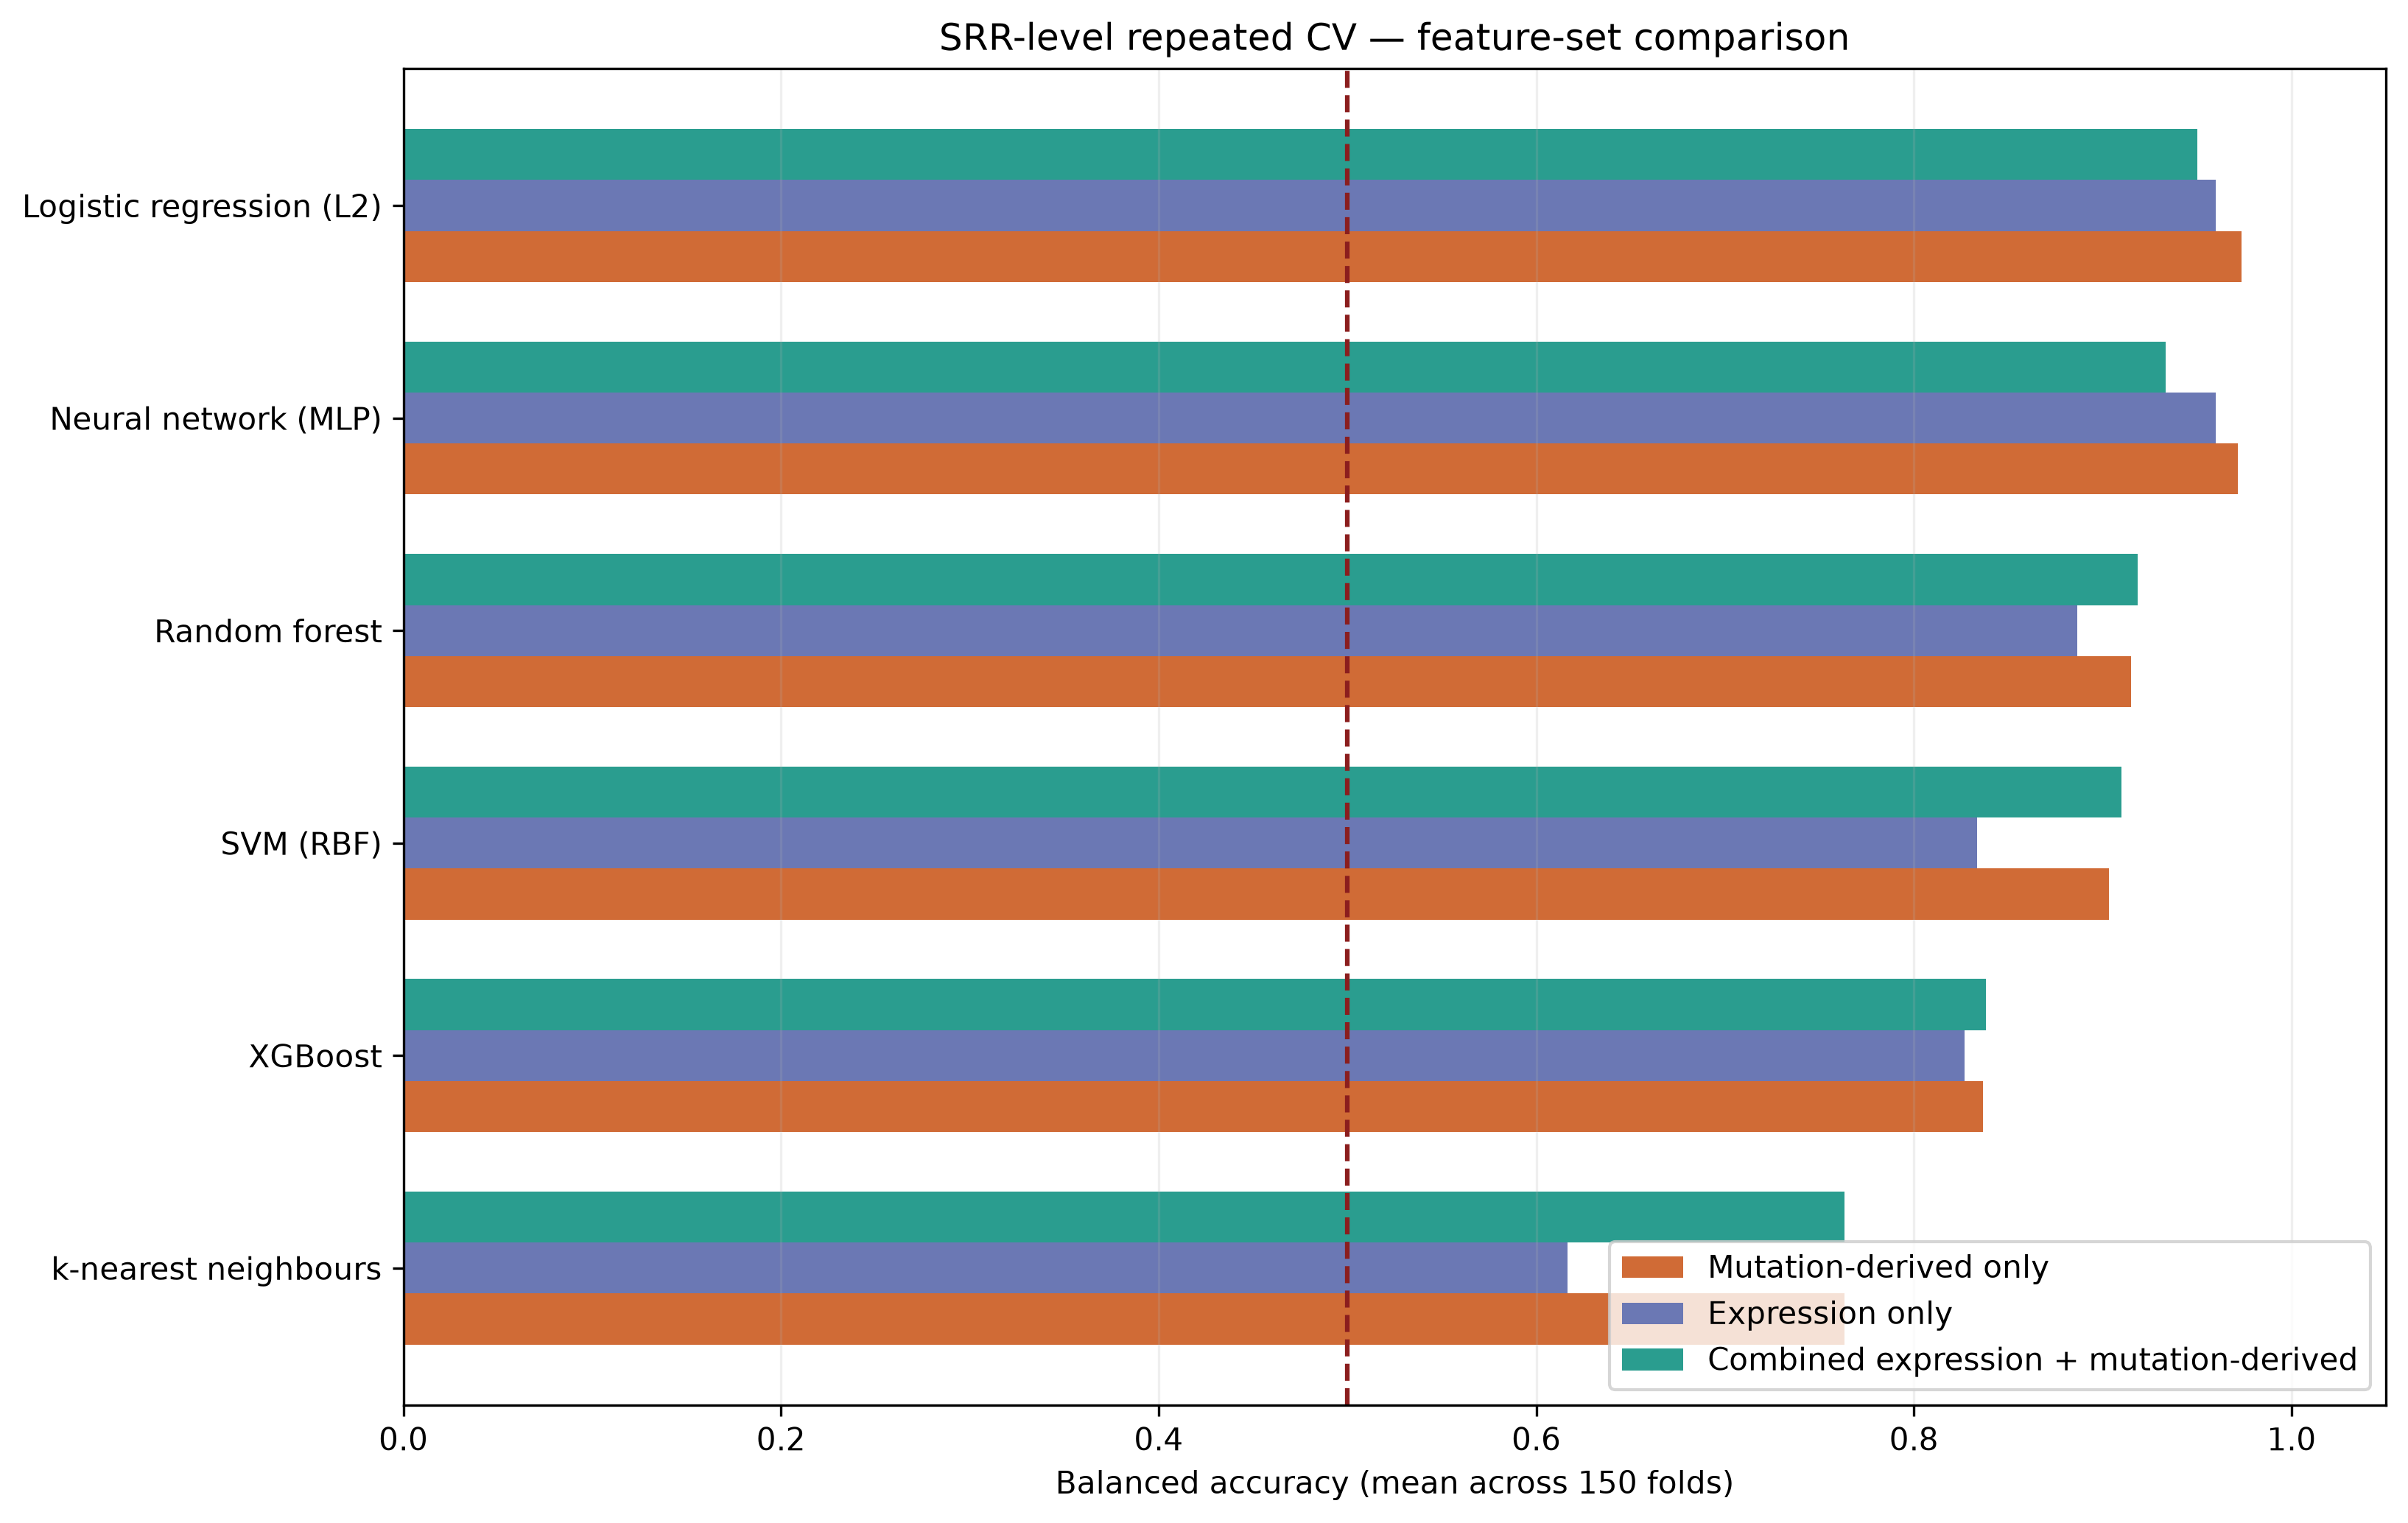 SRR-level repeated CV — feature-set comparison
Logistic regression (L2)
Neural network (MLP)
Random forest
SVM (RBF)
XGBoost
k-nearest neighbours
Mutation-derived only
Expression only
Combined expression + mutation-derived
0.0 0.2 0.4 0.6 0.8 1.0
Balanced accuracy (mean across 150 folds)